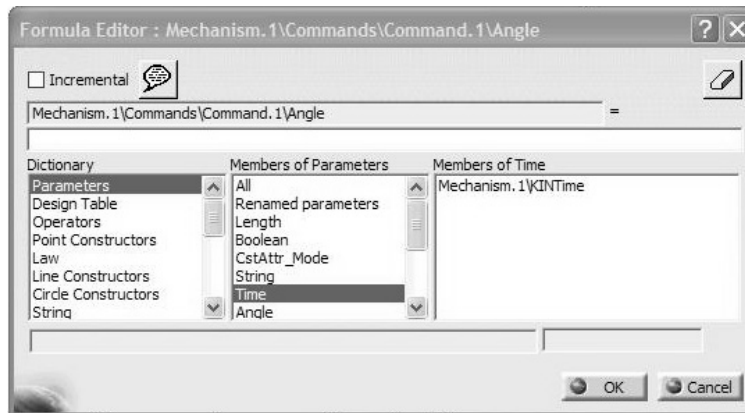 Formula Editor : Mechanism.1\Commands\Command.1\Angle
Incremental
Mechanism.1\Commands\Command.1\Angle =
Dictionary
Parameters
Design Table
Operators
Point Constructors
Law
Line Constructors
Circle Constructors
String
Members of Parameters
All
Renamed parameters
Length
Boolean
CstAttr_Mode
String
Time
Angle
Members of Time
Mechanism.1\KINTime
OK
Cancel